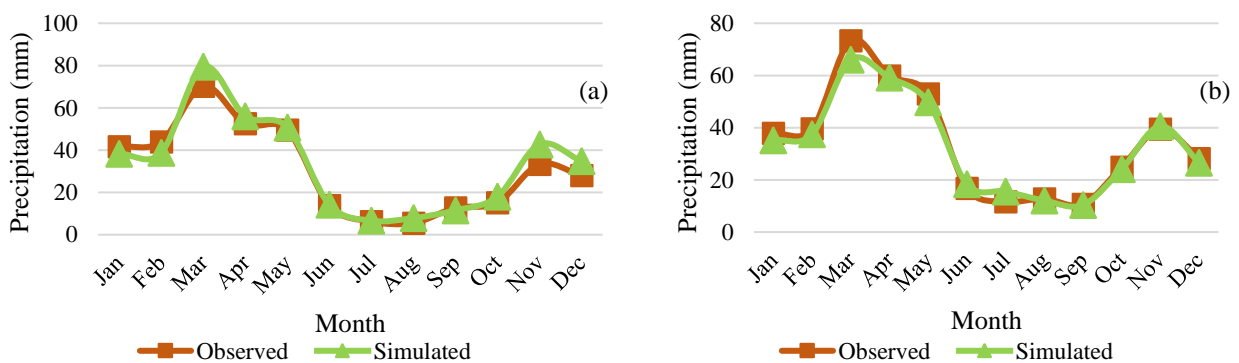 Precipitation (mm)
100
80
60
40
20
0
(a)
Jan Feb Mar Apr May Jun Jul Aug Sep Oct Nov Dec
Month
Observed Simulated
Precipitation (mm)
80
60
40
20
0
(b)
Jan Feb Mar Apr May Jun Jul Aug Sep Oct Nov Dec
Month
Observed Simulated